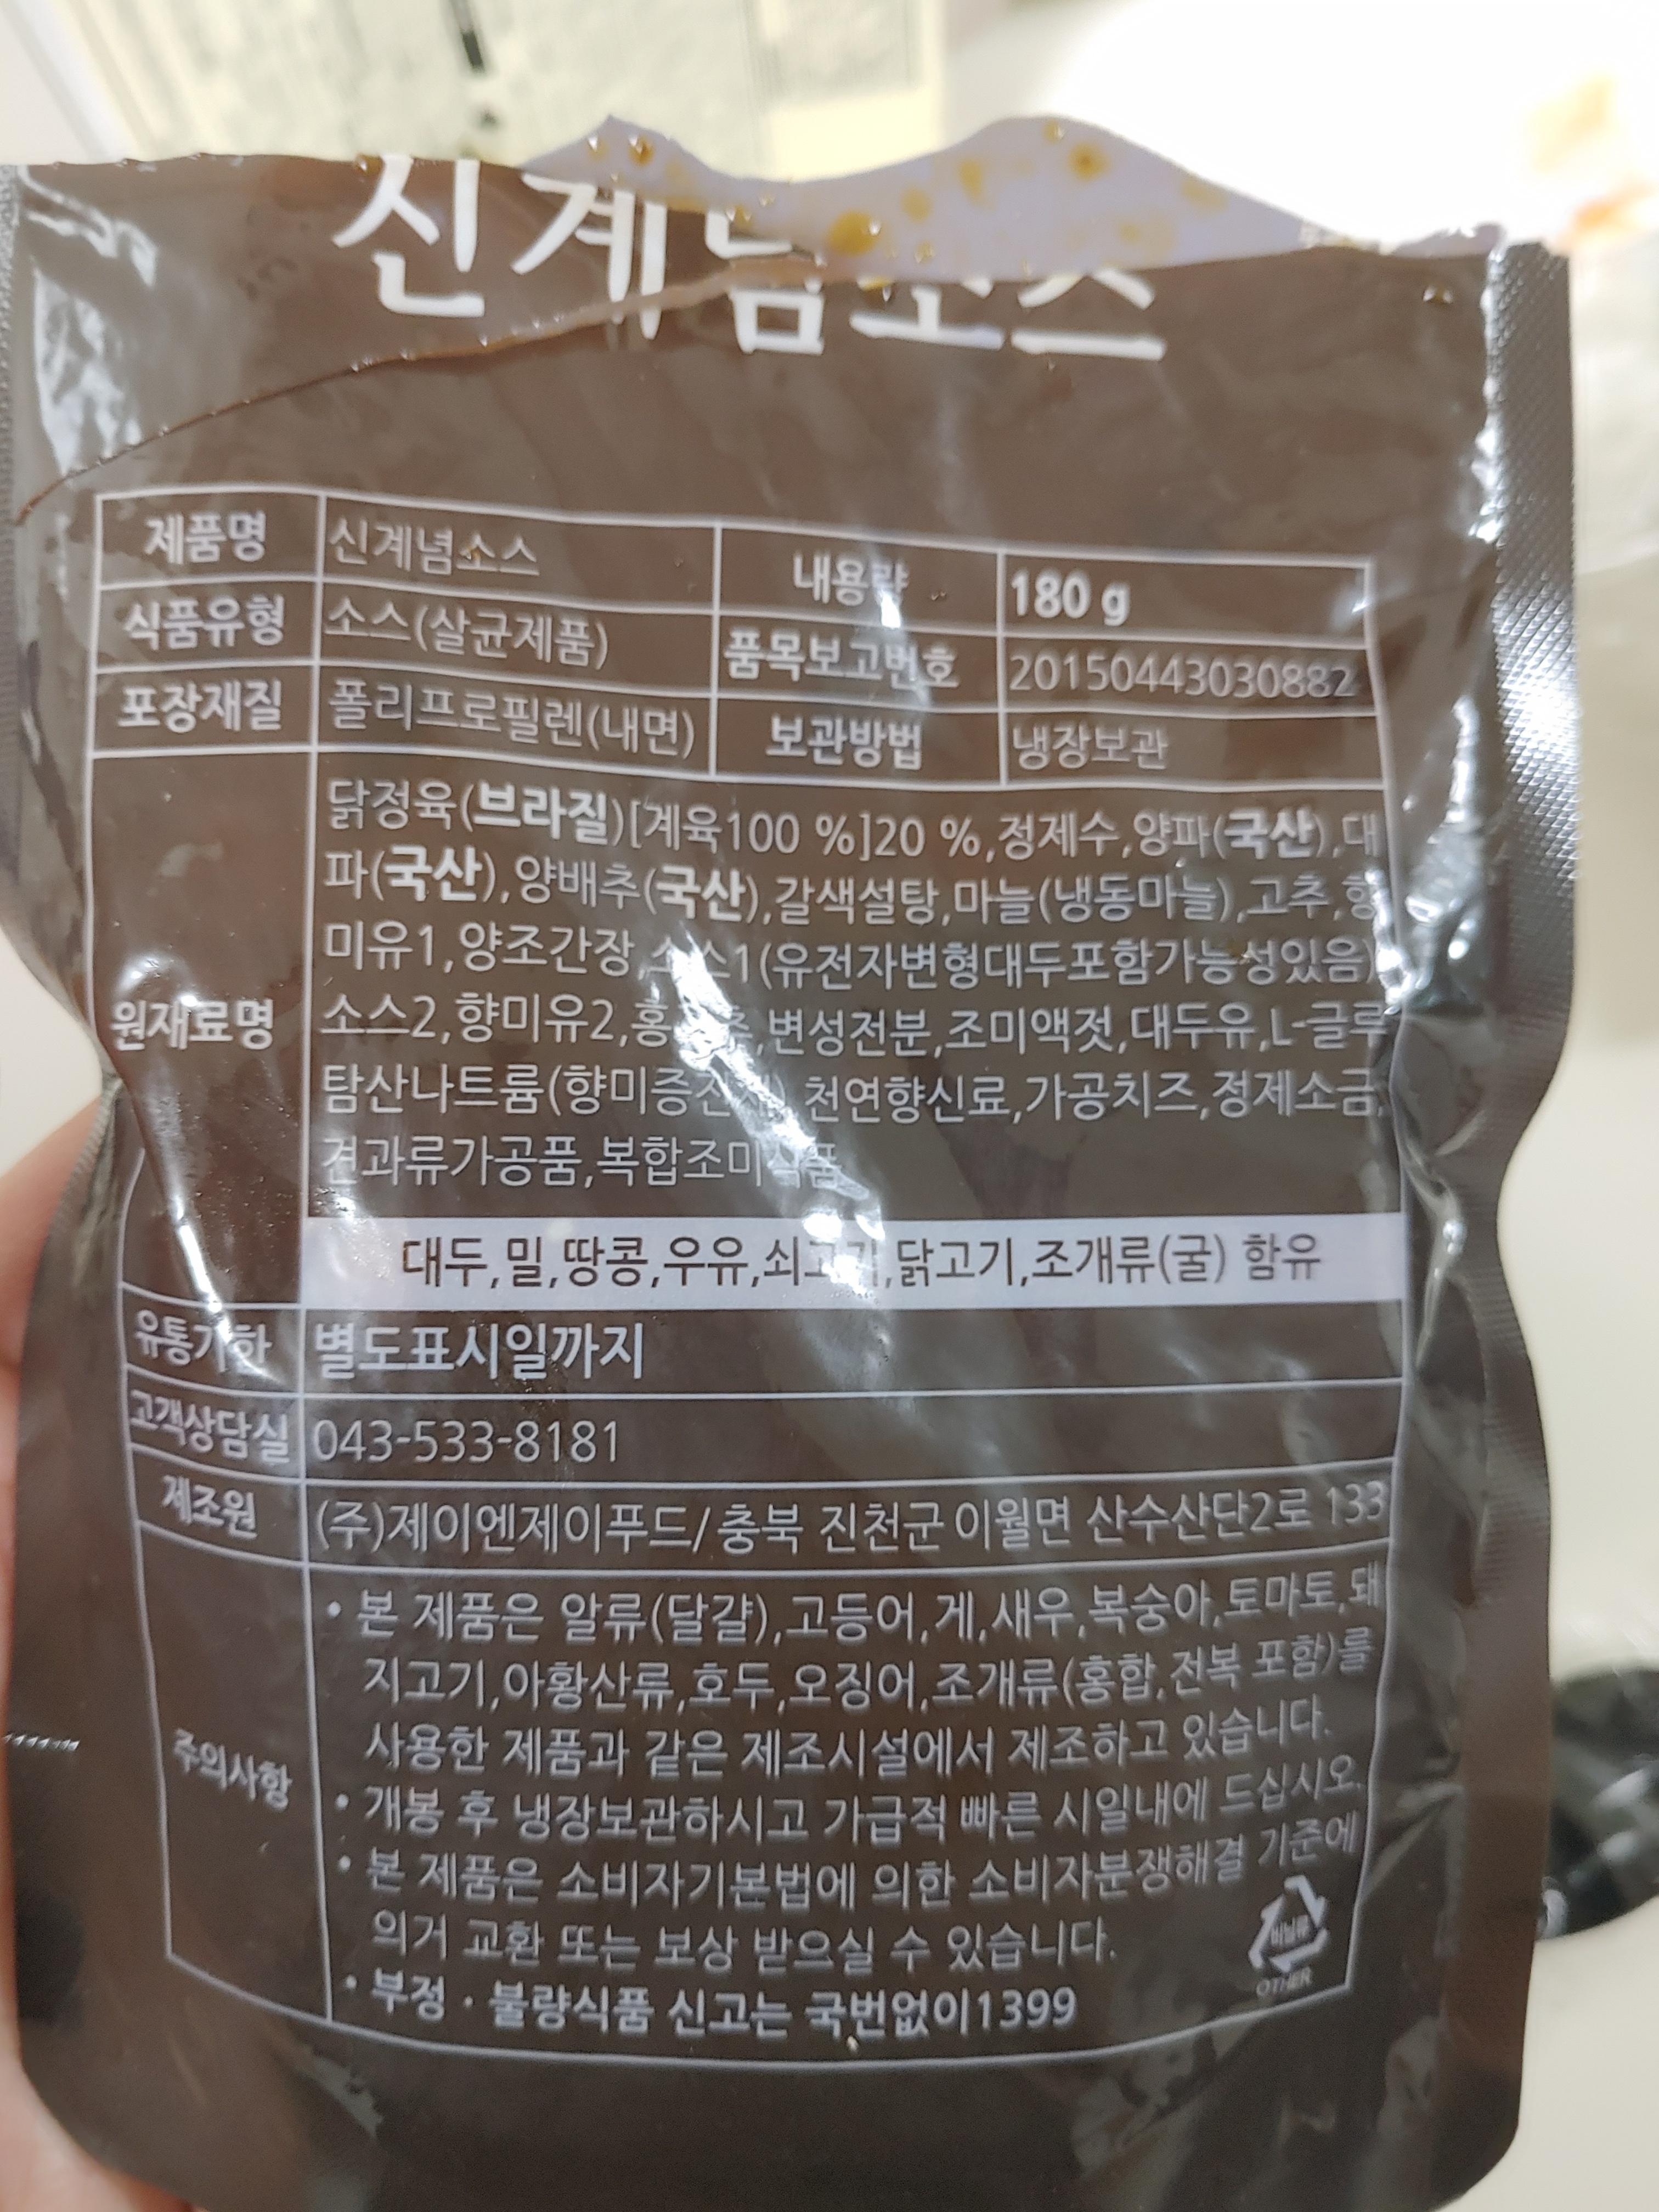 신계념소스
제품명 신계념소스 내용량 180 g
식품유형 소스(살균제품) 품목보고번호 20150443030882
포장재질 폴리프로필렌(내면) 보관방법 냉장보관
원재료명
닭정육(브라질)[계육100 %]20 %,정제수,양파(국산),대
파(국산),양배추(국산),갈색설탕,마늘(냉동마늘),고추,향
미유1,양조간장,소스1(유전자변형대두포함가능성있음)
소스2,향미유2,변성전분,조미액젓,대두유,L-글루
탐산나트륨(향미증진제) 천연향신료,가공치즈,정제소금,
견과류가공품,복합조미식품
대두,밀,땅콩,우유,쇠고기,닭고기,조개류(굴) 함유
유통기한 별도표시일까지
고객상담실 043-533-8181
제조원 (주)제이엔제이푸드/충북 진천군 이월면 산수산단2로 133
주의사항
• 본 제품은 알류(달걀),고등어,게,새우,복숭아,토마토,돼
지고기,아황산류,호두,오징어,조개류(홍합,전복 포함)를
사용한 제품과 같은 제조시설에서 제조하고 있습니다.
• 개봉 후 냉장보관하시고 가급적 빠른 시일내에 드십시오.
• 본 제품은 소비자기본법에 의한 소비자분쟁해결 기준에
의거 교환 또는 보상 받으실 수 있습니다.
• 부정 · 불량식품 신고는 국번없이1399
비닐류
OTHER